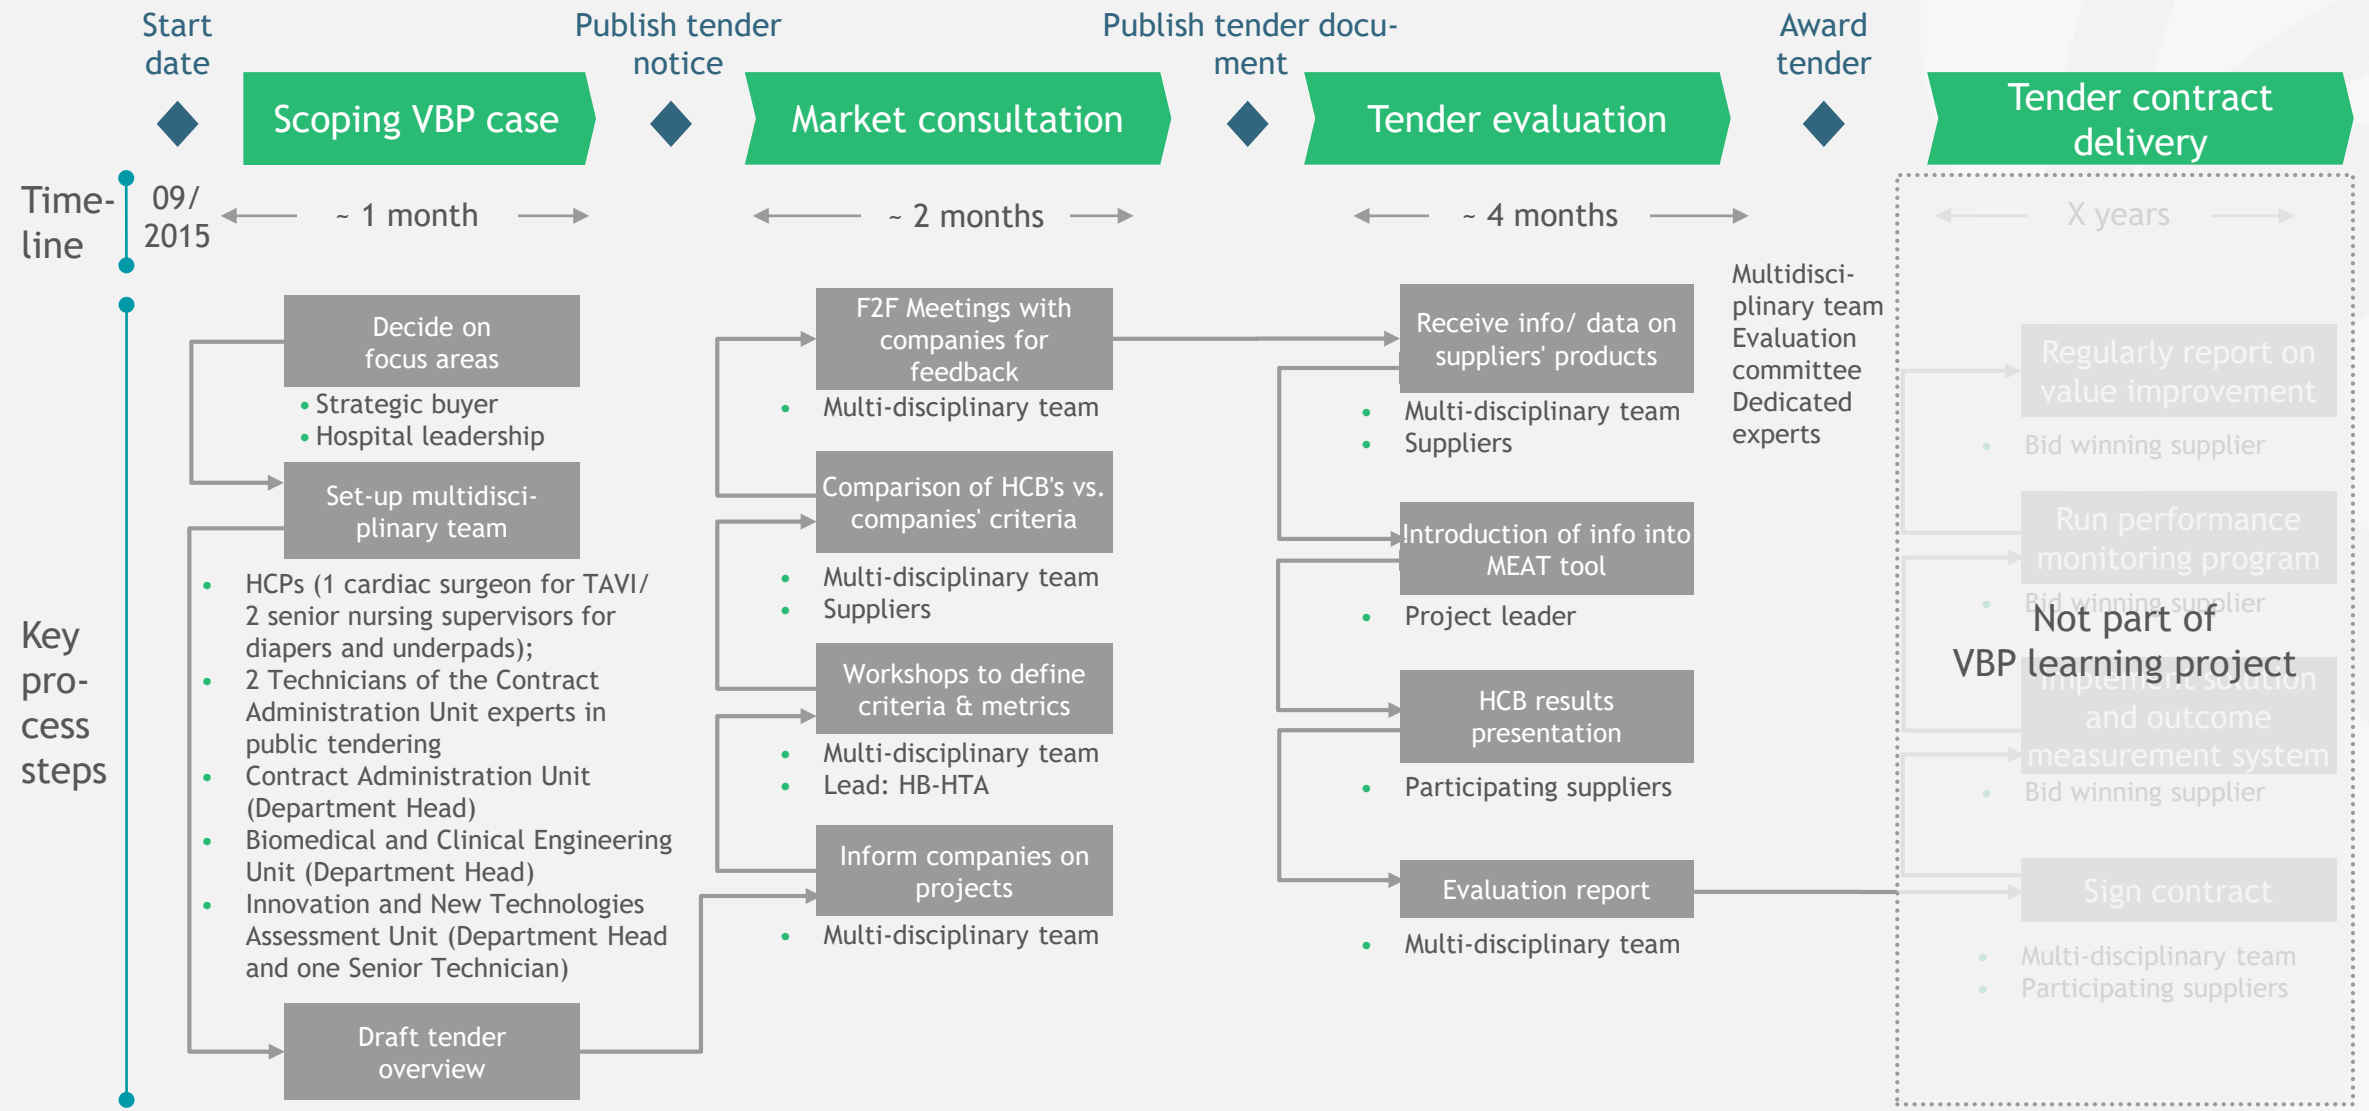 Start
date
Publish tender
notice
Publish tender docu-
ment
Award
tender
Scoping VBP case
Market consultation
Tender evaluation
Tender contract
delivery
Time-
line
09/
2015
~ 1 month
~ 2 months
~ 4 months
X years
Key
pro-
cess
steps
Decide on
focus areas
• Strategic buyer
• Hospital leadership
Set-up multidisci-
plinary team
• HCPs (1 cardiac surgeon for TAVI/
2 senior nursing supervisors for
diapers and underpads);
• 2 Technicians of the Contract
Administration Unit experts in
public tendering
• Contract Administration Unit
(Department Head)
• Biomedical and Clinical Engineering
Unit (Department Head)
• Innovation and New Technologies
Assessment Unit (Department Head
and one Senior Technician)
Draft tender
overview
F2F Meetings with
companies for
feedback
• Multi-disciplinary team
Comparison of HCB's vs.
companies' criteria
• Multi-disciplinary team
• Suppliers
Workshops to define
criteria & metrics
• Multi-disciplinary team
• Lead: HB-HTA
Inform companies on
projects
• Multi-disciplinary team
Receive info/ data on
suppliers' products
• Multi-disciplinary team
• Suppliers
Introduction of info into
MEAT tool
• Project leader
HCB results
presentation
• Participating suppliers
Evaluation report
• Multi-disciplinary team
Multidisci-
plinary team
Evaluation
committee
Dedicated
experts
Regularly report on
value improvement
• Bid winning supplier
Run performance
monitoring program
• Bid winning supplier
Not part of
VBP learning project
Implement solution
and outcome
measurement system
• Bid winning supplier
Sign contract
• Multi-disciplinary team
• Participating suppliers